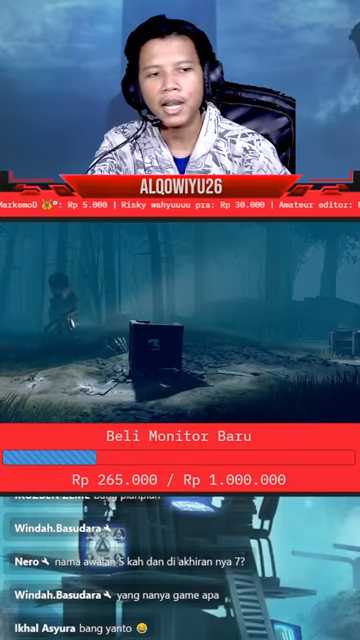 ALQOWIYU26
MarkemoD 🐱°: Rp 5.000 | Risky wahyuuuu pra: Rp 30.000 | Amateur editor:
Beli Monitor Baru
Rp 265.000 / Rp 1.000.000
Windah.Basudara
Nero nama awalan S kah dan di akhiran nya 7?
Windah.Basudara yang nanya game apa
Ikhal Asyura bang yanto 😄